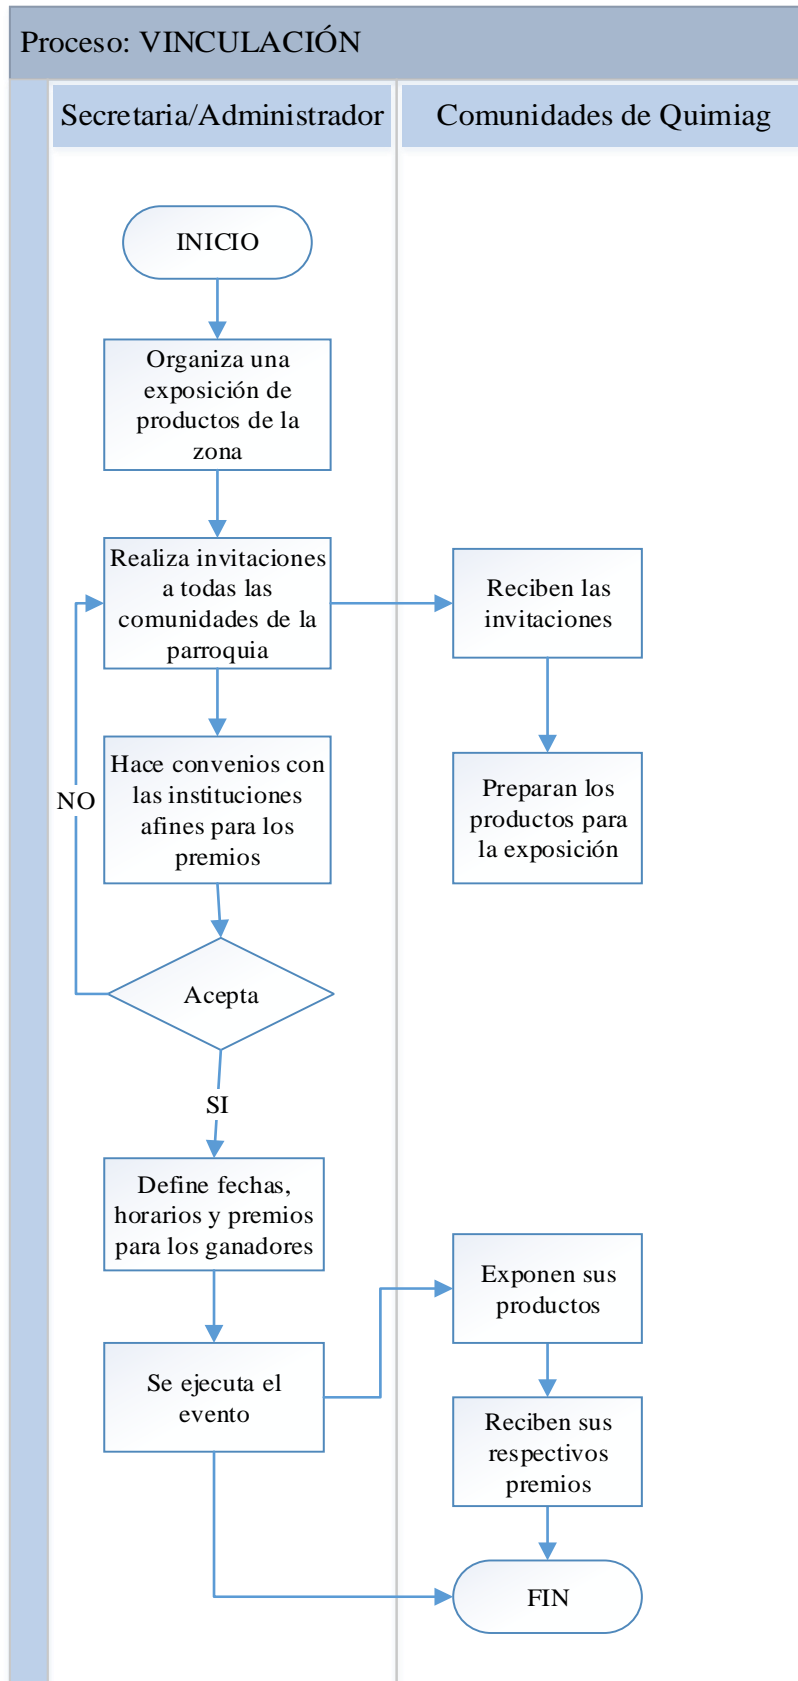 Proceso: VINCULACIÓN
Secretaria/Administrador
Comunidades de Quimiag
INICIO
Organiza una
exposición de
productos de la
zona
Realiza invitaciones
a todas las
comunidades de la
parroquia
Reciben las
invitaciones
Hace convenios con
las instituciones
afines para los
premios
Preparan los
productos para
la exposición
NO
Acepta
SI
Define fechas,
horarios y premios
para los ganadores
Exponen sus
productos
Se ejecuta el
evento
Reciben sus
respectivos
premios
FIN